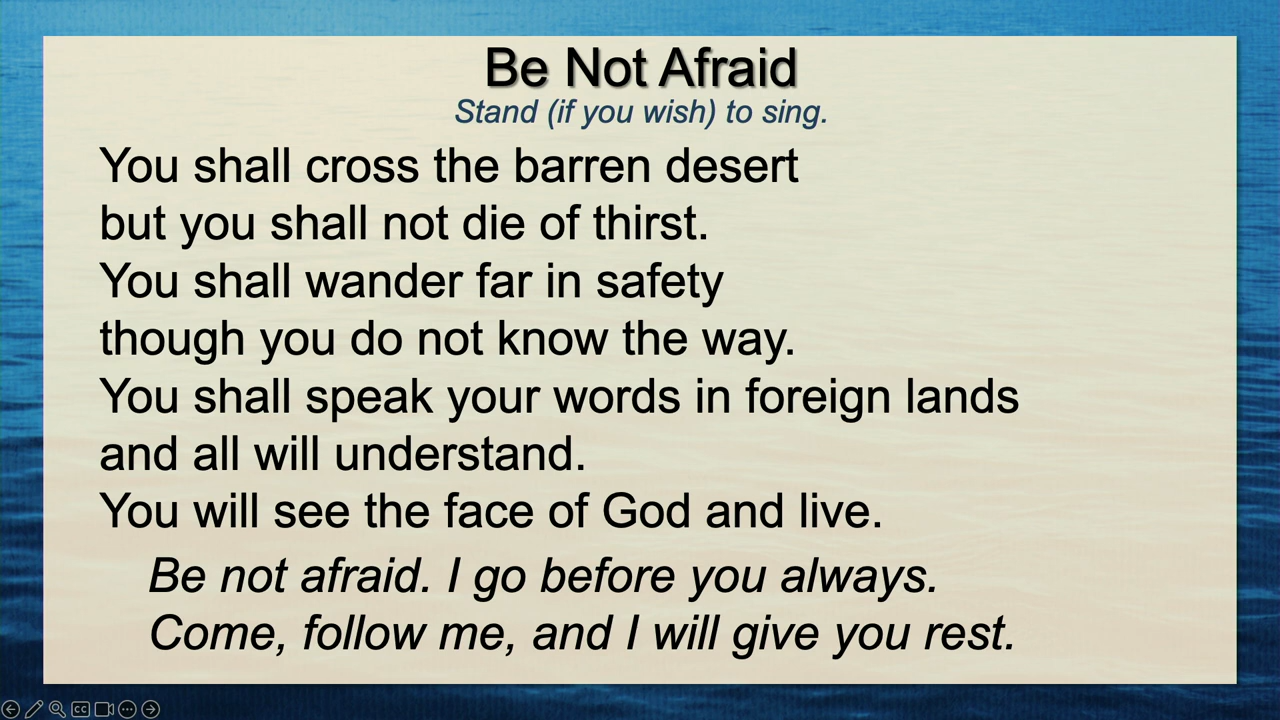 Be Not Afraid
Stand (if you wish) to sing.
You shall cross the barren desert
but you shall not die of thirst.
You shall wander far in safety
though you do not know the way.
You shall speak your words in foreign lands
and all will understand.
You will see the face of God and live.
Be not afraid. I go before you always.
Come, follow me, and I will give you rest.
CC